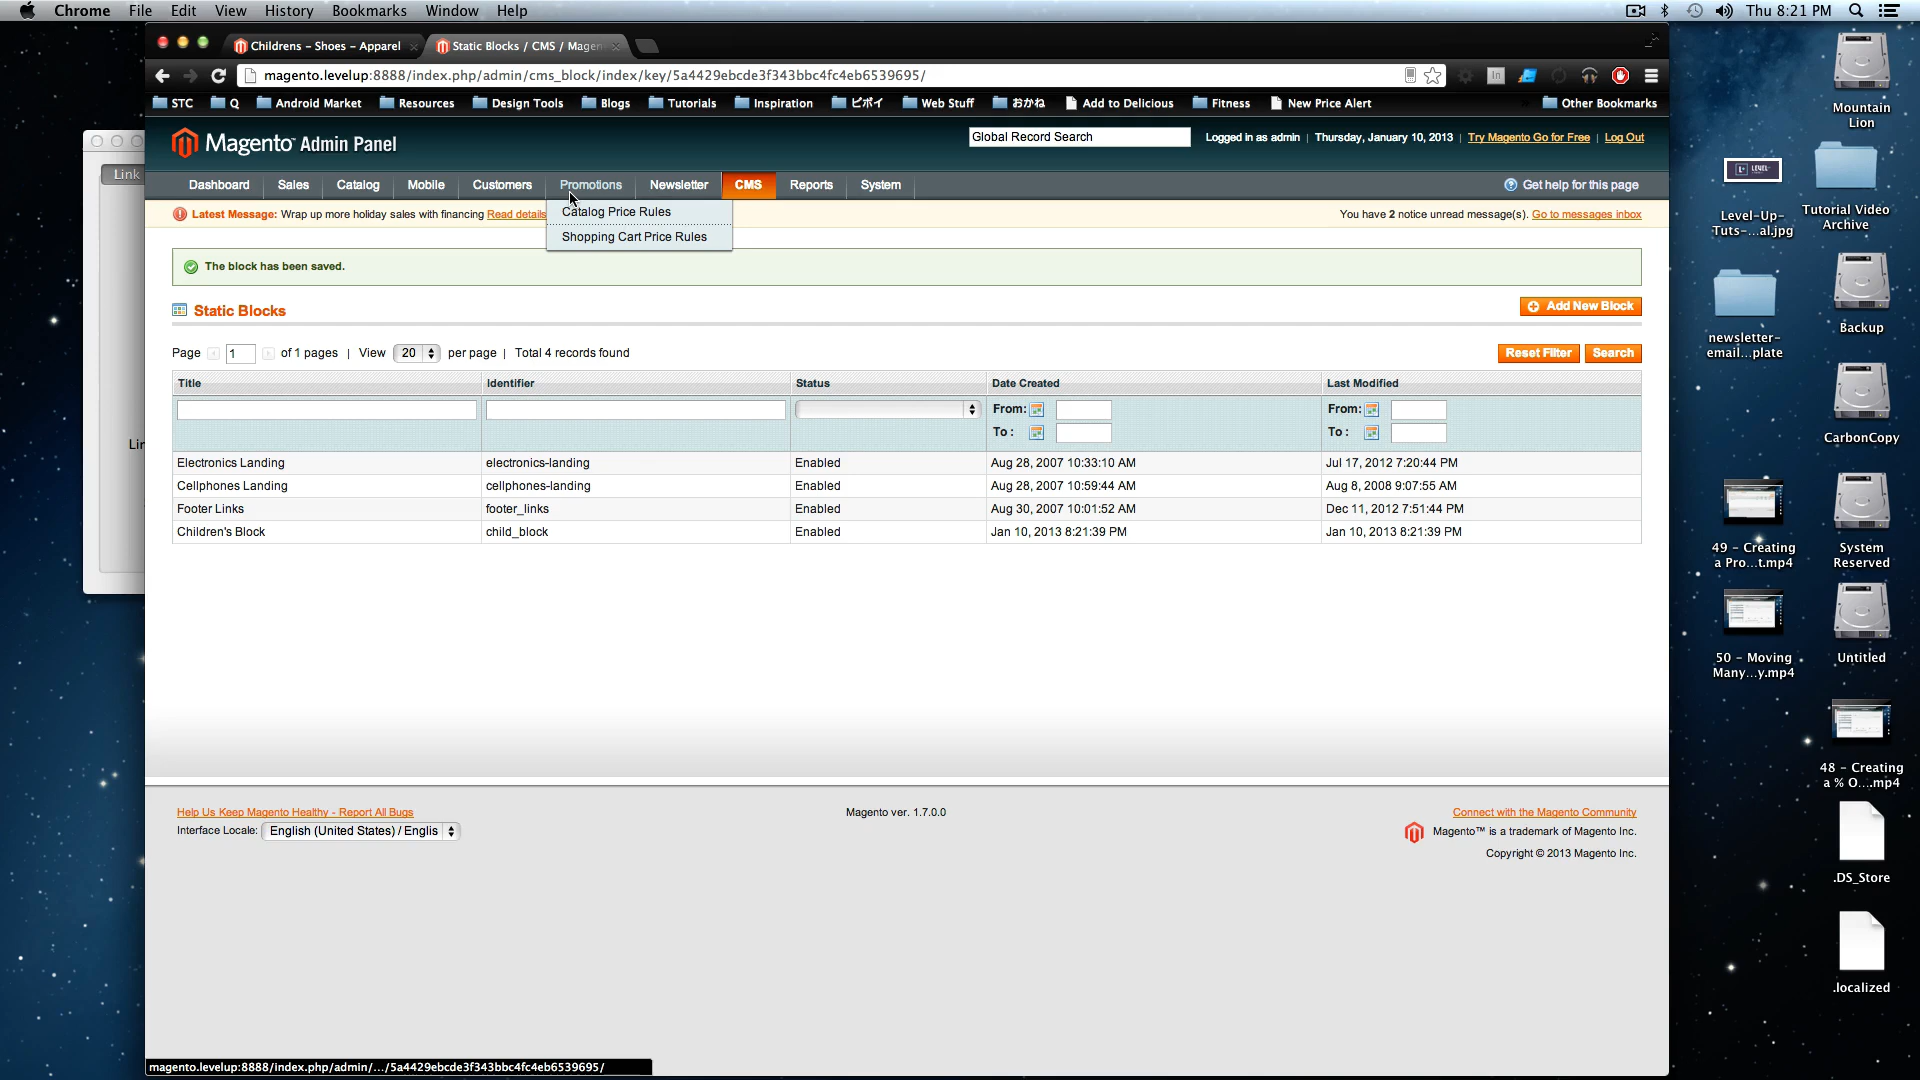 Chrome File Edit View History Bookmarks Window Help Thu 8:21 PM
Childrens - Shoes - Apparel Static Blocks / CMS / Magen
magento.levelup:8888/index.php/admin/cms_block/index/key/5a4429ebcde3f343bbc4fc4eb6539695/
STC Q Android Market Resources Design Tools Blogs Tutorials Inspiration ビボイ Web Stuff おかね Add to Delicious Fitness New Price Alert Other Bookmarks
Magento™ Admin Panel
Global Record Search Logged in as admin | Thursday, January 10, 2013 | Try Magento Go for Free | Log Out
Dashboard Sales Catalog Mobile Customers Promotions Newsletter CMS Reports System Get help for this page
Latest Message: Wrap up more holiday sales with financing Read details You have 2 notice unread message(s). Go to messages inbox
Catalog Price Rules
Shopping Cart Price Rules
The block has been saved.
Static Blocks Add New Block
Page 1 of 1 pages | View 20 per page | Total 4 records found Reset Filter Search
Title Identifier Status Date Created Last Modified
From: From:
To : To :
Electronics Landing electronics-landing Enabled Aug 28, 2007 10:33:10 AM Jul 17, 2012 7:20:44 PM
Cellphones Landing cellphones-landing Enabled Aug 28, 2007 10:59:44 AM Aug 8, 2008 9:07:55 AM
Footer Links footer_links Enabled Aug 30, 2007 10:01:52 AM Dec 11, 2012 7:51:44 PM
Children's Block child_block Enabled Jan 10, 2013 8:21:39 PM Jan 10, 2013 8:21:39 PM
Help Us Keep Magento Healthy - Report All Bugs
Interface Locale: English (United States) / Englis
Magento ver. 1.7.0.0
Connect with the Magento Community
Magento™ is a trademark of Magento Inc.
Copyright © 2013 Magento Inc.
magento.levelup:8888/index.php/admin/.../5a4429ebcde3f343bbc4fc4eb6539695/
Link
Lir
Mountain
Lion
Level-Up-
Tuts-...al.jpg
Tutorial Video
Archive
newsletter-
email...plate
Backup
CarbonCopy
49 - Creating
a Pro...t.mp4
System
Reserved
50 - Moving
Many...y.mp4
Untitled
48 - Creating
a % O....mp4
.DS_Store
.localized